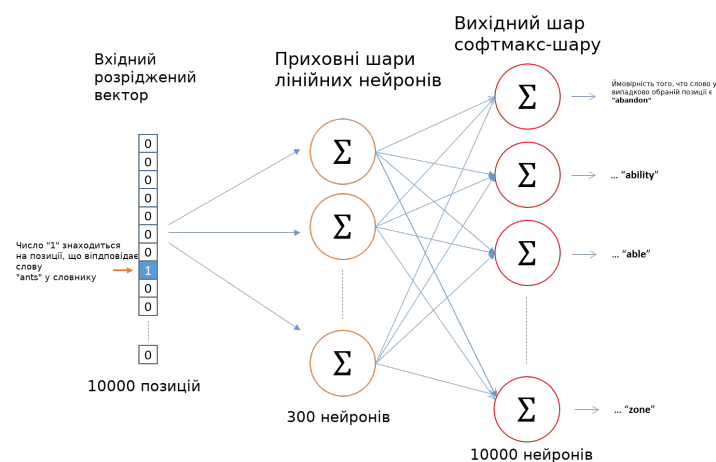 Вихідний шар
софтмакс-шару
Вхідний
розріджений
вектор
Приховні шари
лінійних нейронів
Ймовірність того, что слово у
випадково обраній позиції є
"abandon"
0
0
0
0
0
0
0
1
0
0
0
Число "1" знаходиться
на позиції, що віпдовідає
слову
"ants" у словнику
Σ
Σ
Σ
Σ
Σ
Σ
Σ
... “ability”
... “able”
... “zone”
10000 позицій
300 нейронів
10000 нейронів